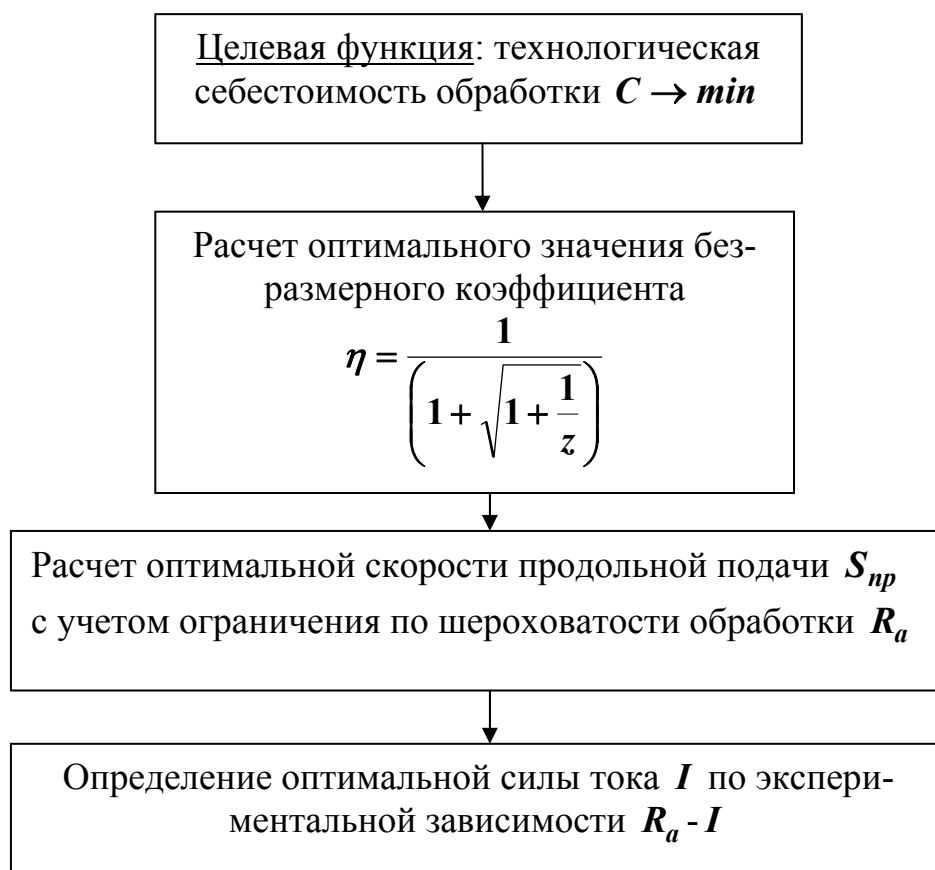 Целевая функция: технологическая
себестоимость обработки C → min
Расчет оптимального значения без-
размерного коэффициента
η = 1 / (1 + √(1 + 1/z))
Расчет оптимальной скорости продольной подачи Sпр
с учетом ограничения по шероховатости обработки Ra
Определение оптимальной силы тока I по экспери-
ментальной зависимости Ra - I